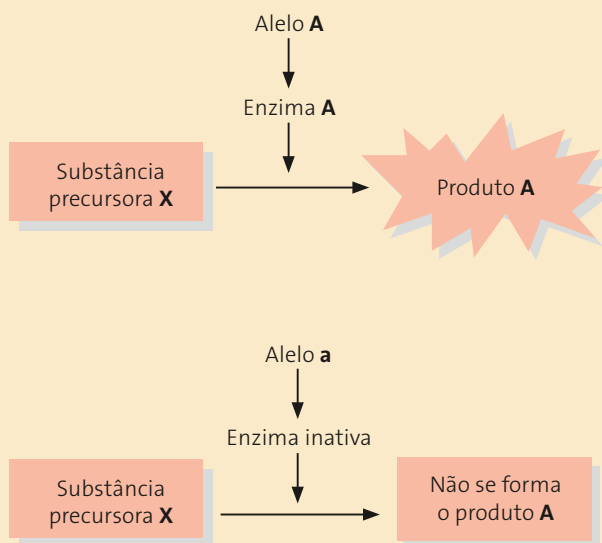 Alelo A
Enzima A
Substância
precursora X
Produto A
Alelo a
Enzima inativa
Substância
precursora X
Não se forma
o produto A